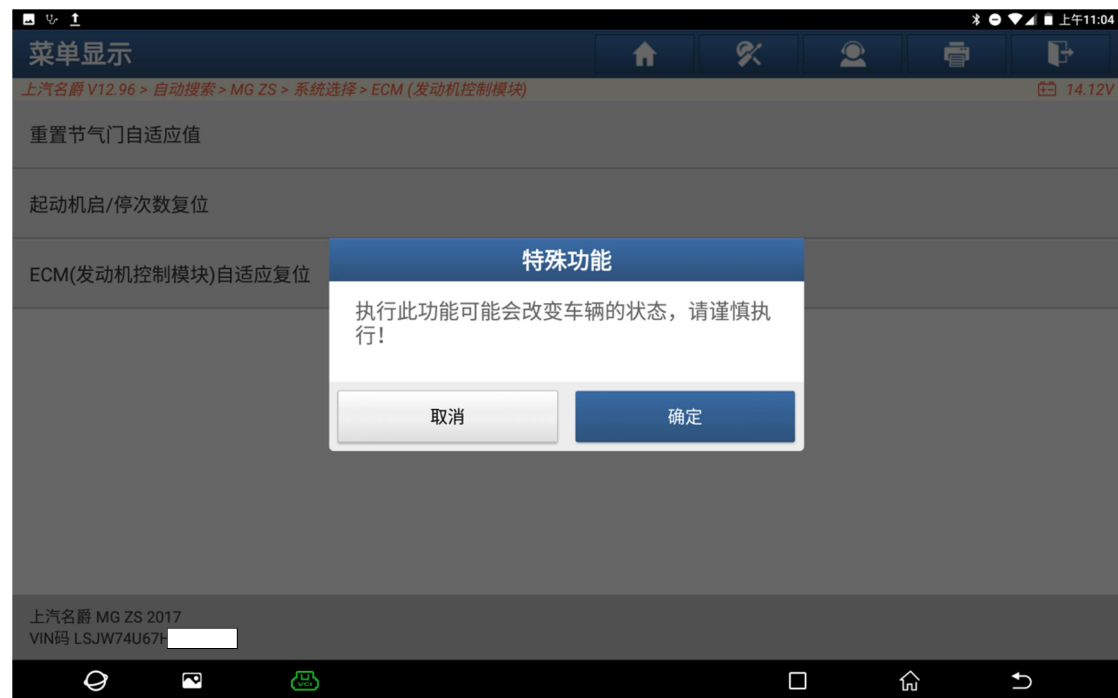 上午11:04
菜单显示
上汽名爵 V12.96 > 自动搜索 > MG ZS > 系统选择 > ECM (发动机控制模块)
14.12V
重置节气门自适应值
起动机启/停次数复位
ECM(发动机控制模块)自适应复位
特殊功能
执行此功能可能会改变车辆的状态，请谨慎执
行！
取消
确定
上汽名爵 MG ZS 2017
VIN码 LSJW74U67H
VCI